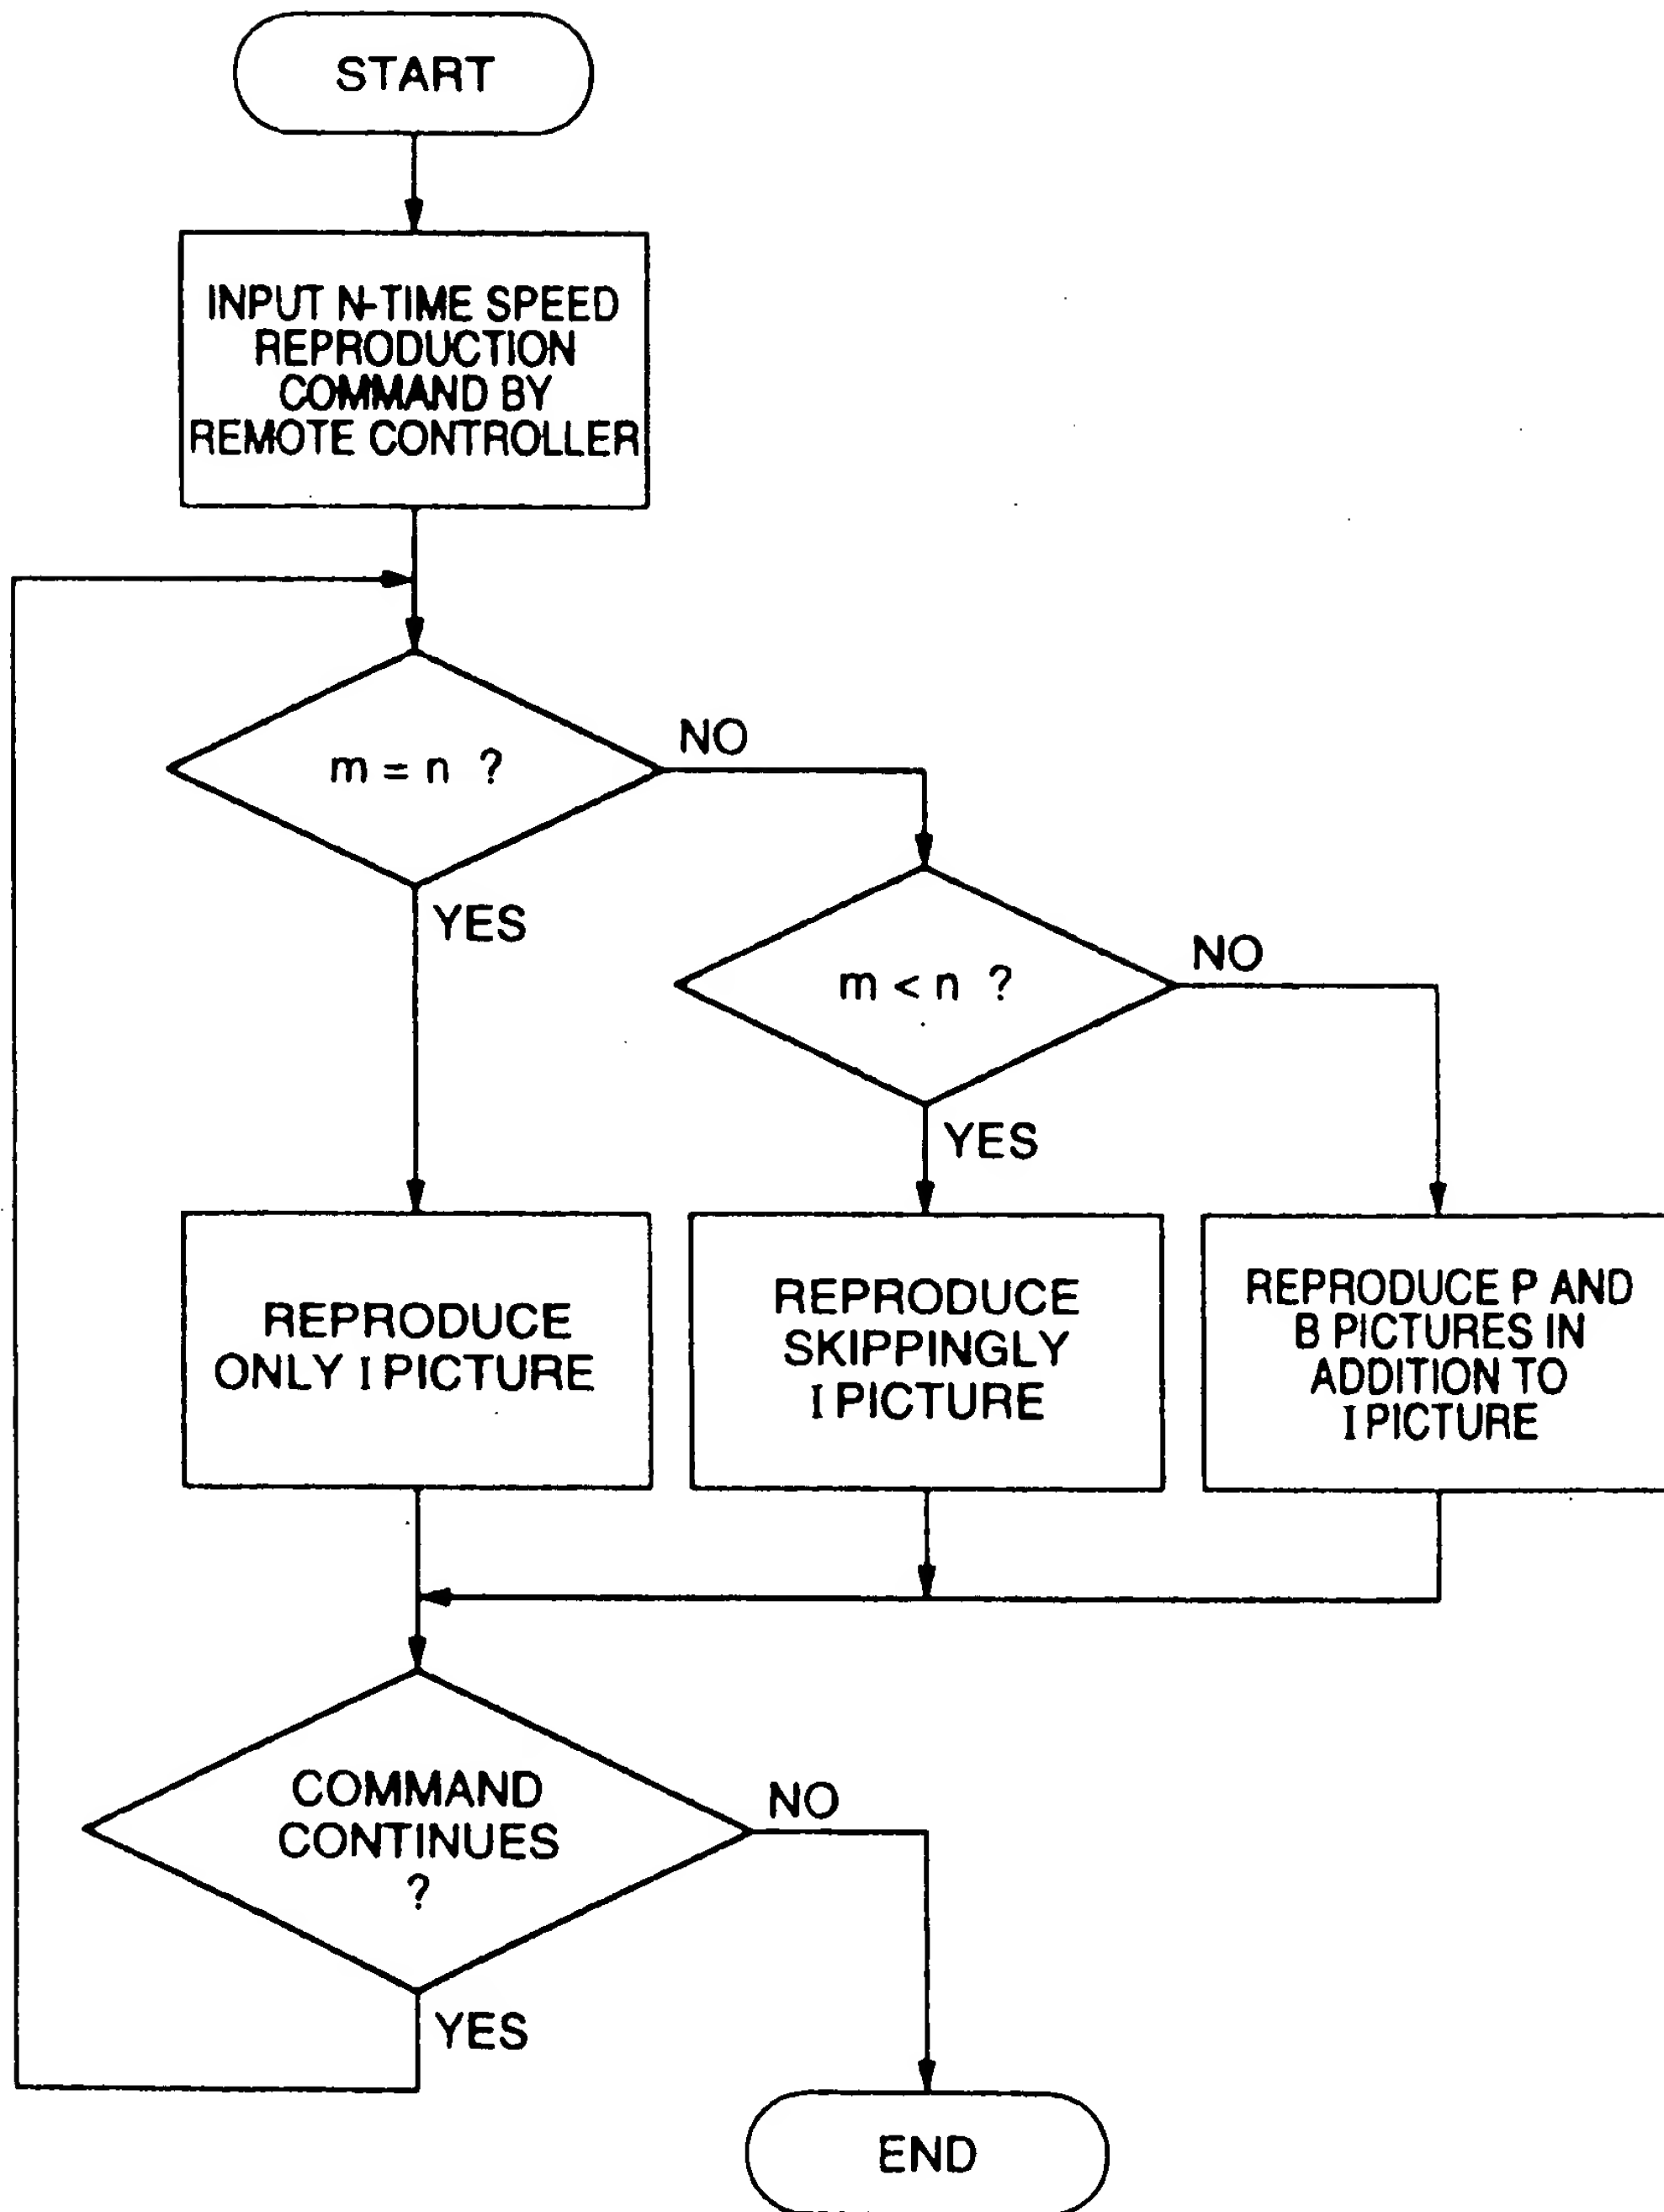 START
INPUT N-TIME SPEED
REPRODUCTION
COMMAND BY
REMOTE CONTROLLER
m = n ?
NO
YES
m < n ?
NO
YES
REPRODUCE
ONLY I PICTURE
REPRODUCE
SKIPPINGLY
I PICTURE
REPRODUCE P AND
B PICTURES IN
ADDITION TO
I PICTURE
COMMAND
CONTINUES
?
NO
YES
END